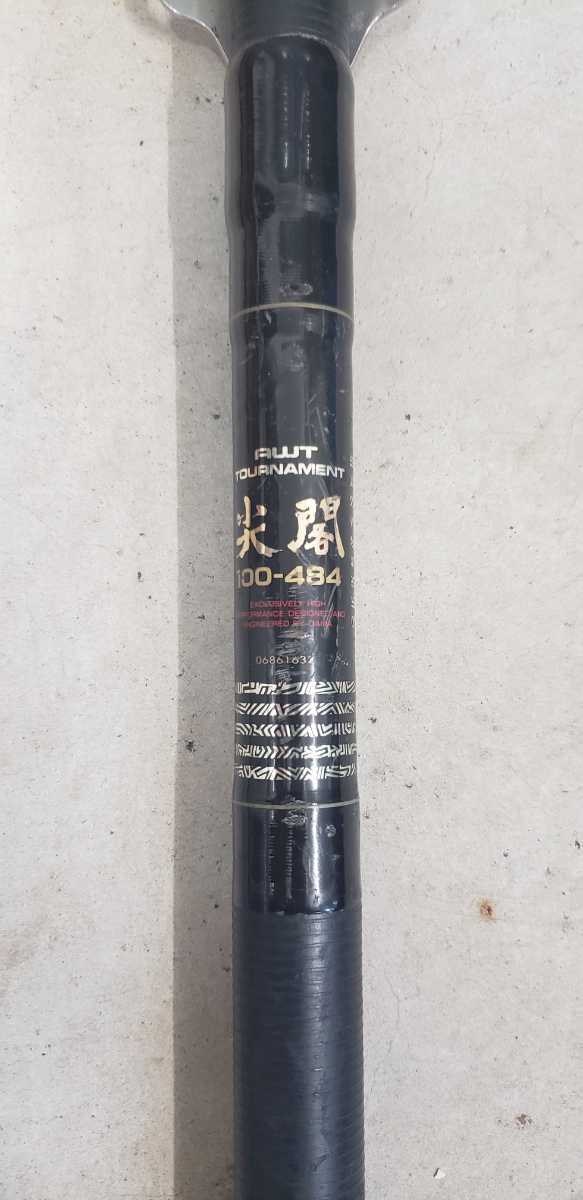 AWT
TOURNAMENT
尖閣
100-484
EXCLUSIVELY HIGH
PERFORMANCE DESIGNED AND
ENGINEERED BY DAIWA
06861632